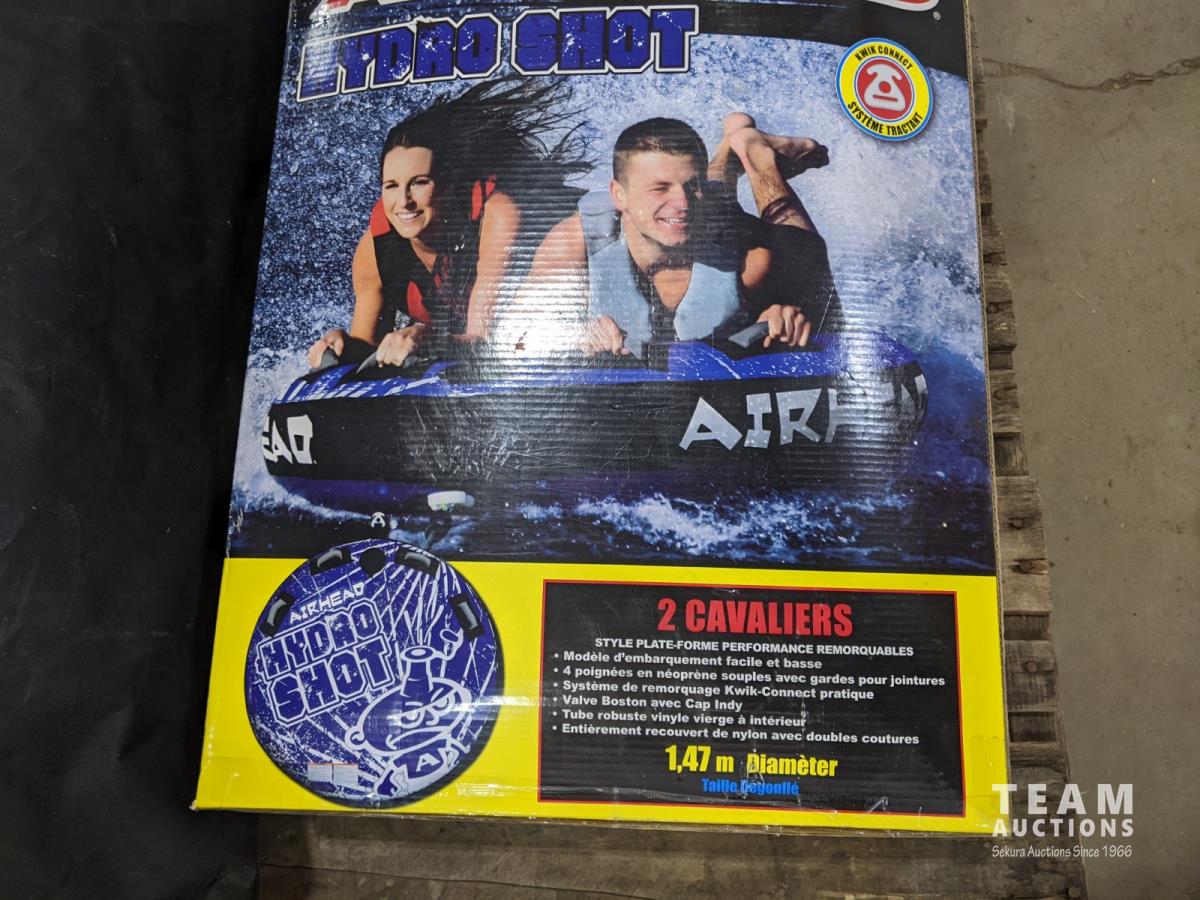 HYDRO SHOT
®
KWIK CONNECT
SYSTÈME TRACTANT
EAD
AIRHEA
AIRHEAD
HYDRO
SHOT
2 CAVALIERS
STYLE PLATE-FORME PERFORMANCE REMORQUABLES
• Modèle d'embarquement facile et basse
• 4 poignées en néoprène souples avec gardes pour jointures
• Système de remorquage Kwik-Connect pratique
Valve Boston avec Cap Indy
• Tube robuste vinyle vierge à intérieur
• Entièrement recouvert de nylon avec doubles coutures
1,47 m Diamèter
Taille Dégonflé
TEAM
AUCTIONS
Sekura Auctions Since 1966